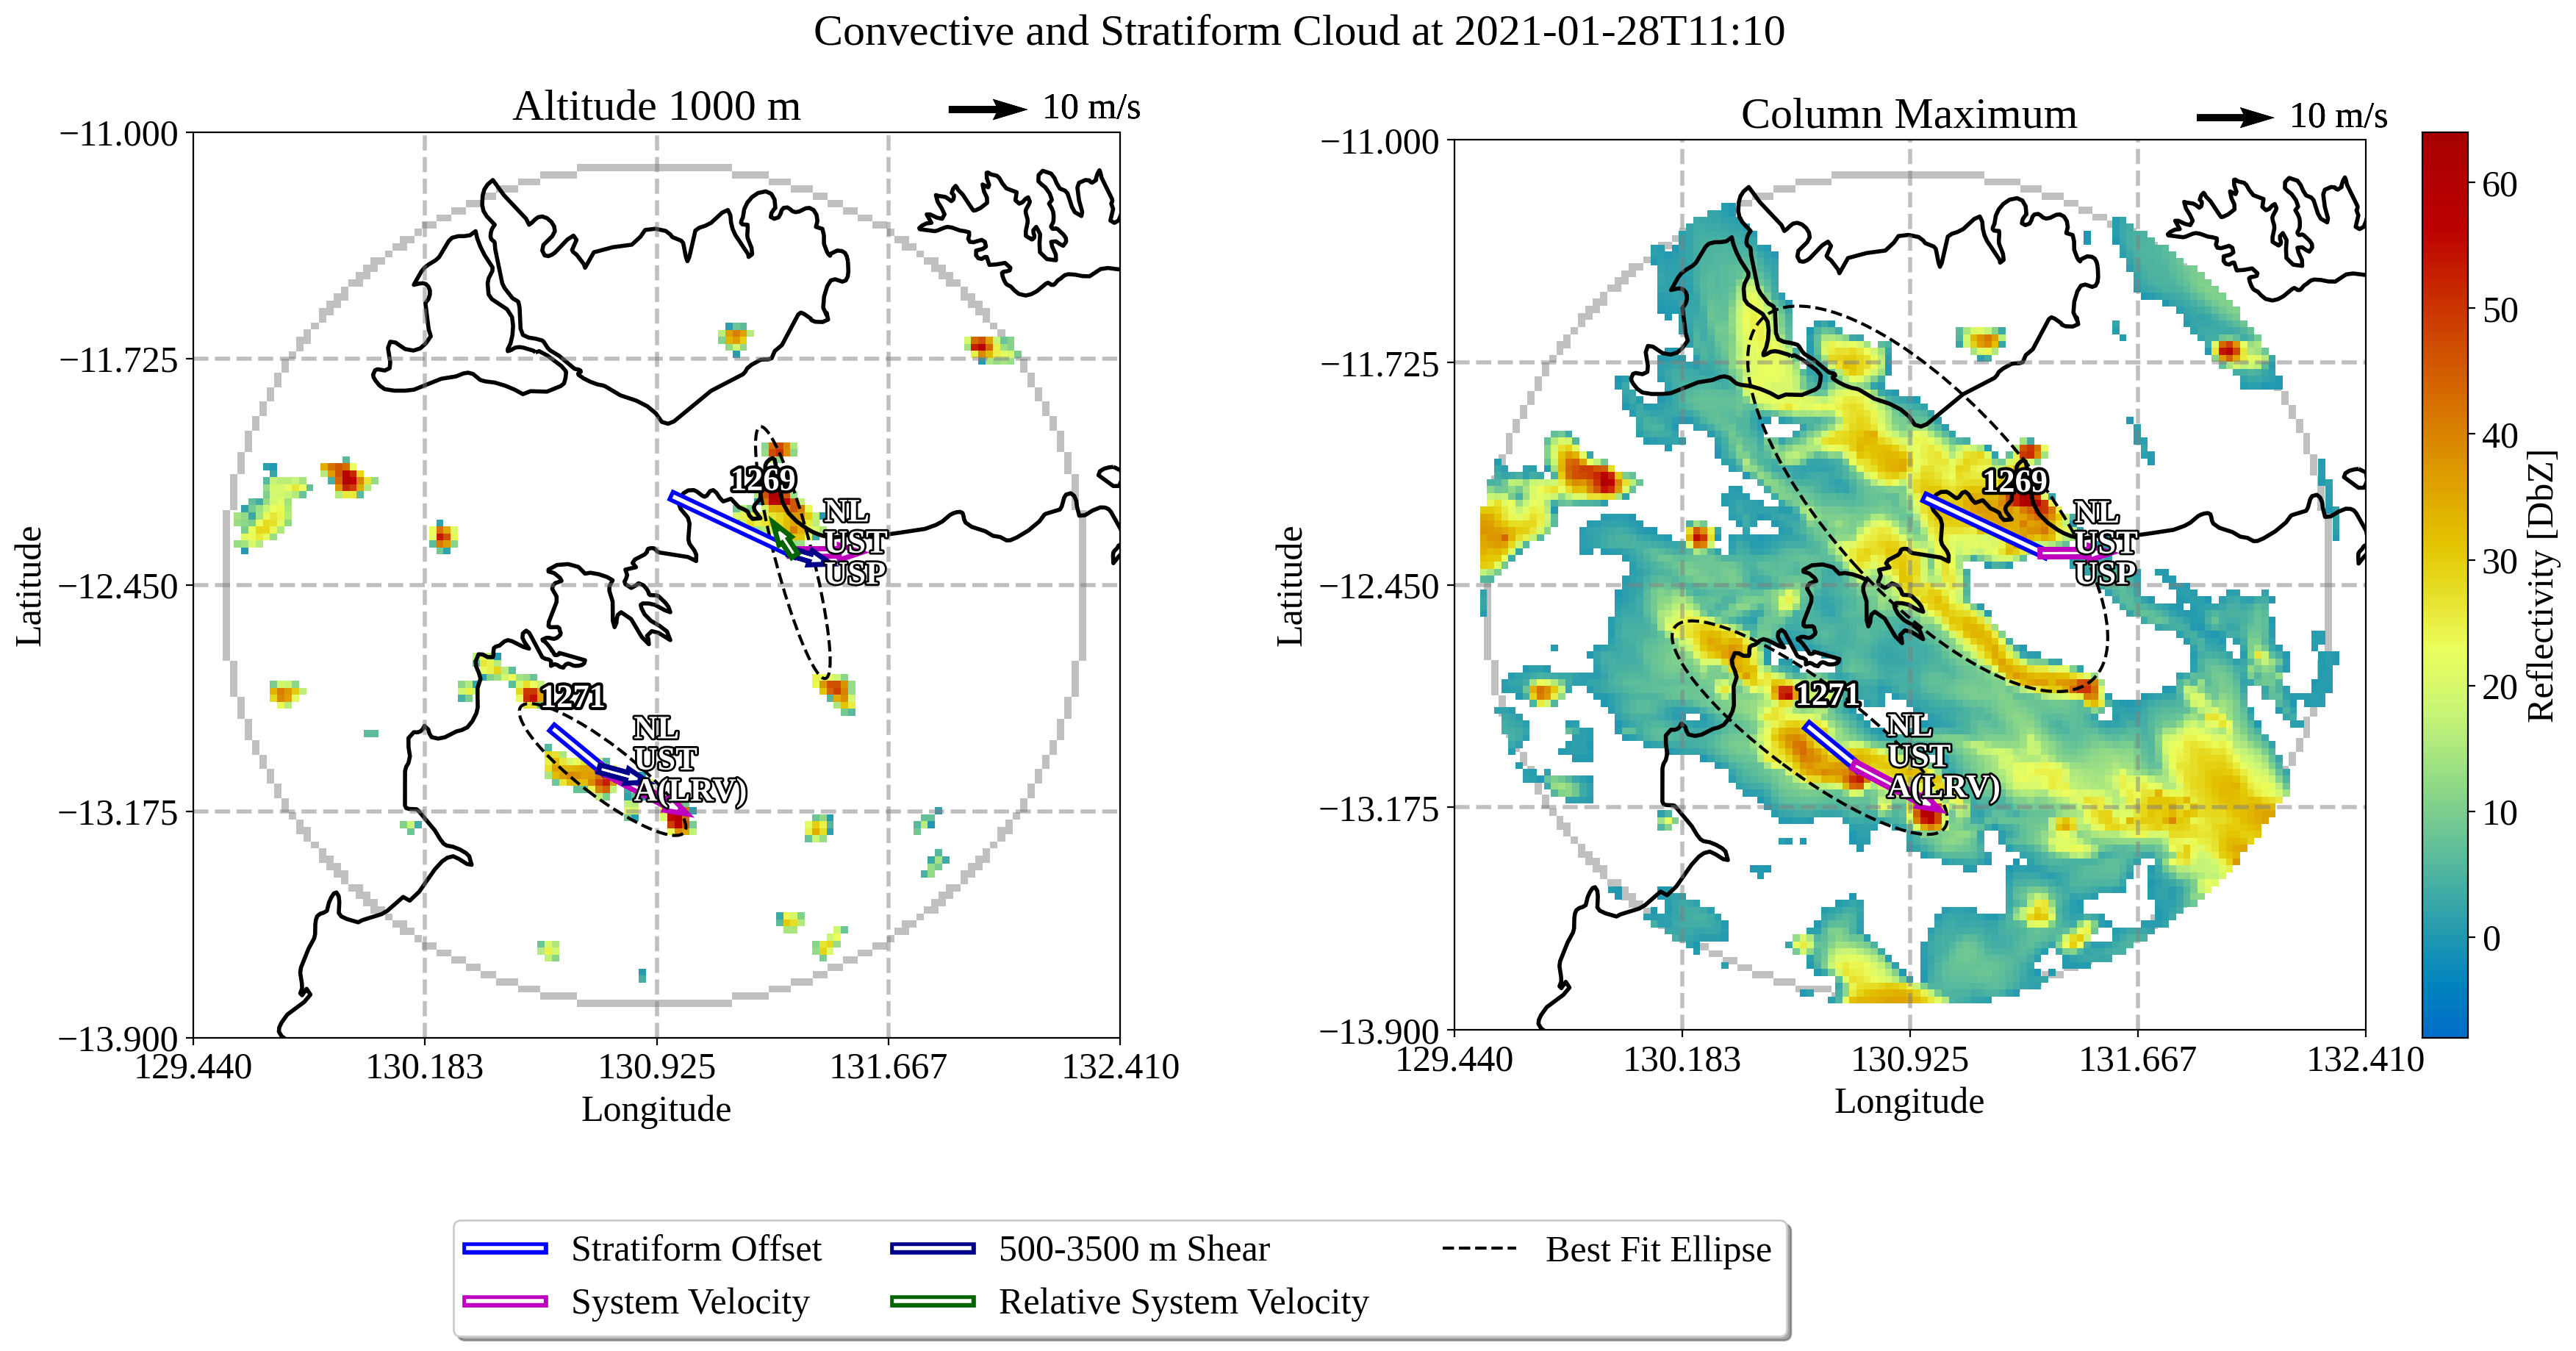 Convective and Stratiform Cloud at 2021-01-28T11:10
Altitude 1000 m
10 m/s
Latitude
−11.000
−11.725
−12.450
−13.175
−13.900
129.440
130.183
130.925
131.667
132.410
Longitude
1269
NL
UST
USP
1271
NL
UST
A(LRV)
Column Maximum
10 m/s
Latitude
−11.000
−11.725
−12.450
−13.175
−13.900
129.440
130.183
130.925
131.667
132.410
Longitude
1269
NL
UST
USP
1271
NL
UST
A(LRV)
60
50
40
30
20
10
0
Reflectivity [DbZ]
Stratiform Offset
System Velocity
500-3500 m Shear
Relative System Velocity
Best Fit Ellipse